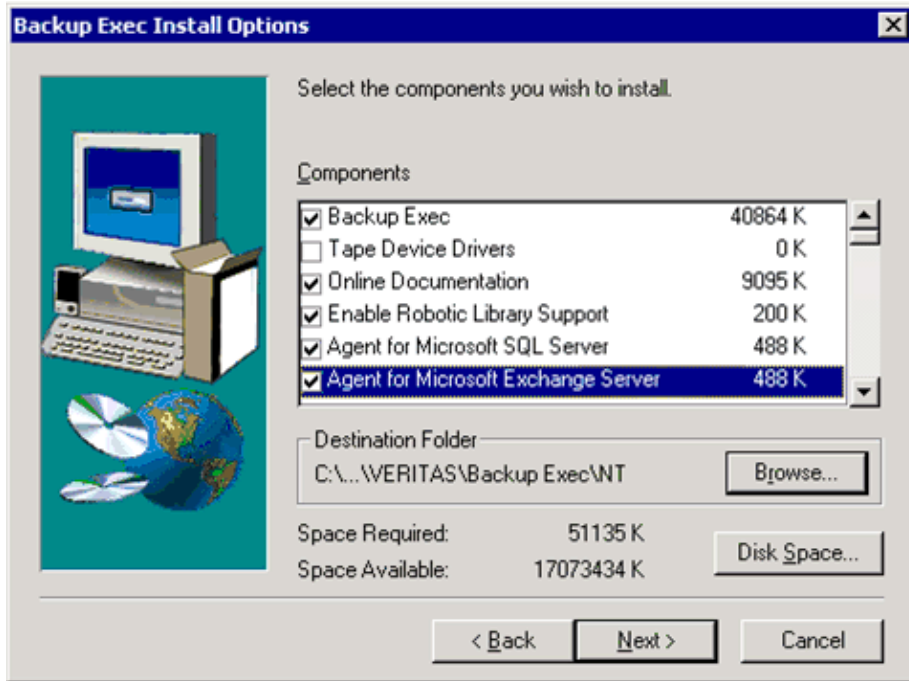 Backup Exec Install Options
Select the components you wish to install.
Components
Backup Exec 40864 K
Tape Device Drivers 0 K
Online Documentation 9095 K
Enable Robotic Library Support 200 K
Agent for Microsoft SQL Server 488 K
Agent for Microsoft Exchange Server 488 K
Destination Folder
C:\...\VERITAS\Backup Exec\NT Browse...
Space Required: 51135 K
Disk Space...
Space Available: 17073434 K
< Back Next > Cancel